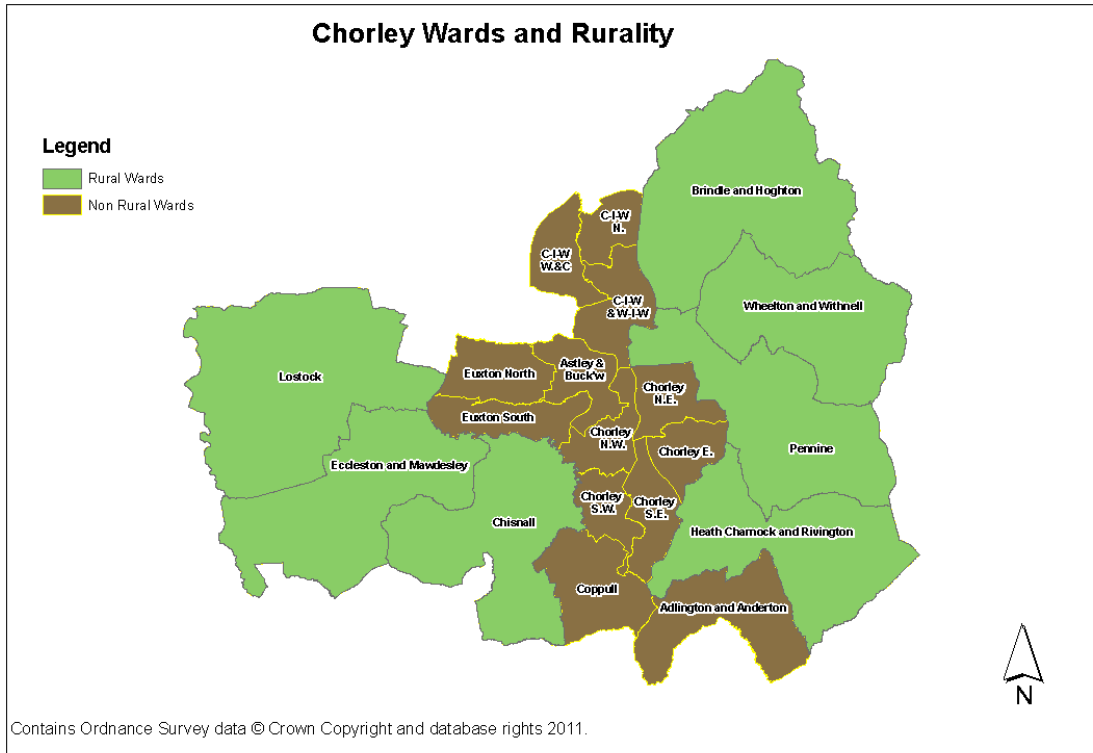 Chorley Wards and Rurality
Legend
Rural Wards
Non Rural Wards
Brindle and Hoghton
C-I-W
N.
C-I-W
W.&C
Wheelton and Withnell
C-I-W
& W-I-W
Lostock
Euxton North
Astley &
Buck'w
Chorley
N.E.
Euxton South
Chorley
N.W.
Chorley E.
Pennine
Eccleston and Mawdesley
Chorley
S.W.
Chorley
S.E.
Chisnall
Heath Charnock and Rivington
Coppull
Adlington and Anderton
N
Contains Ordnance Survey data © Crown Copyright and database rights 2011.